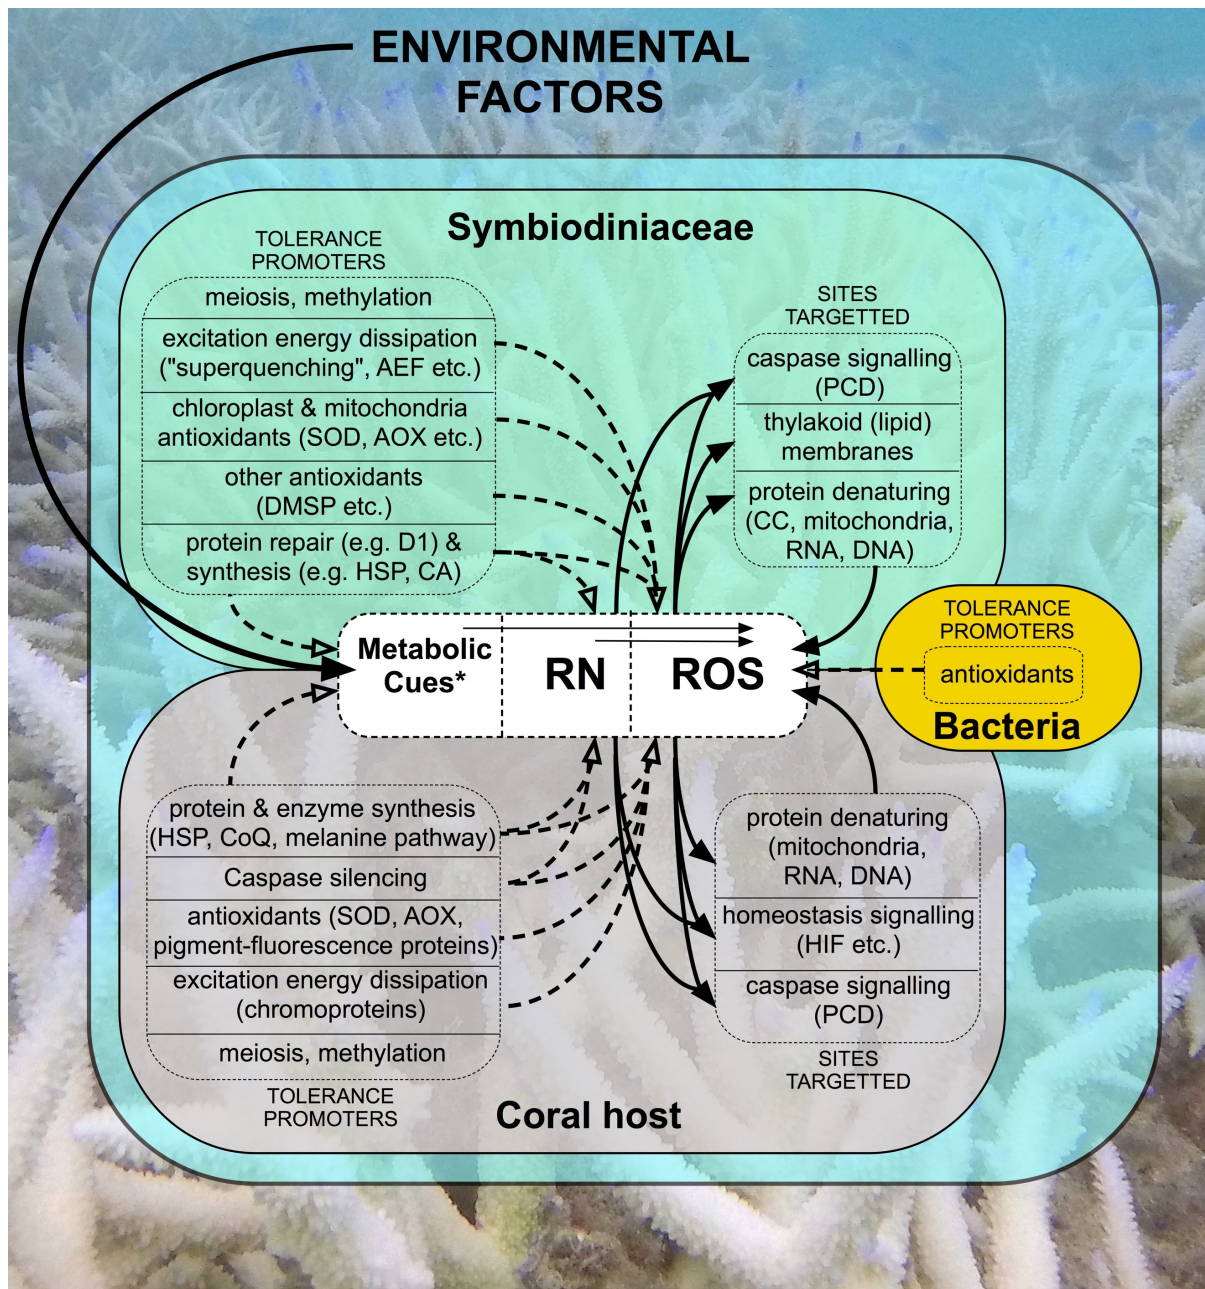 ENVIRONMENTAL
FACTORS
Symbiodiniaceae
TOLERANCE
PROMOTERS
meiosis, methylation
excitation energy dissipation
("superquenching", AEF etc.)
chloroplast & mitochondria
antioxidants (SOD, AOX etc.)
other antioxidants
(DMSP etc.)
protein repair (e.g. D1) &
synthesis (e.g. HSP, CA)
SITES
TARGETTED
caspase signalling
(PCD)
thylakoid (lipid)
membranes
protein denaturing
(CC, mitochondria,
RNA, DNA)
TOLERANCE
PROMOTERS
antioxidants
Bacteria
Metabolic
Cues*
RN
ROS
protein & enzyme synthesis
(HSP, CoQ, melanine pathway)
Caspase silencing
antioxidants (SOD, AOX,
pigment-fluorescence proteins)
excitation energy dissipation
(chromoproteins)
meiosis, methylation
TOLERANCE
PROMOTERS
protein denaturing
(mitochondria,
RNA, DNA)
homeostasis signalling
(HIF etc.)
caspase signalling
(PCD)
SITES
TARGETTED
Coral host